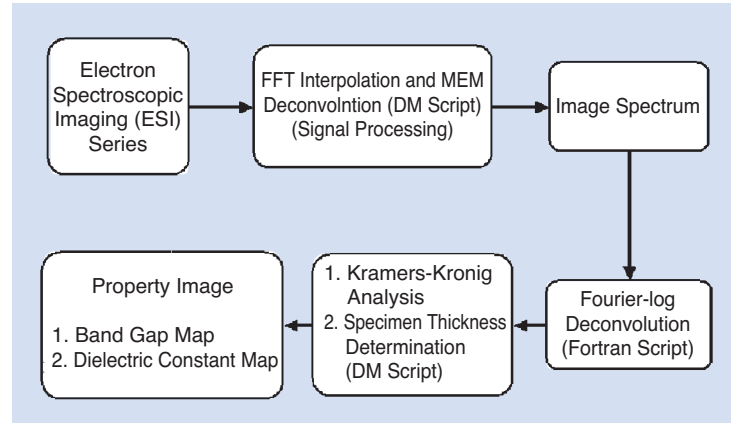 Electron
Spectroscopic
Imaging (ESI)
Series
FFT Interpolation and MEM
Deconvolntion (DM Script)
(Signal Processing)
Image Spectrum
Fourier-log
Deconvolution
(Fortran Script)
1. Kramers-Kronig
Analysis
2. Specimen Thickness
Determination
(DM Script)
Property Image
1. Band Gap Map
2. Dielectric Constant Map